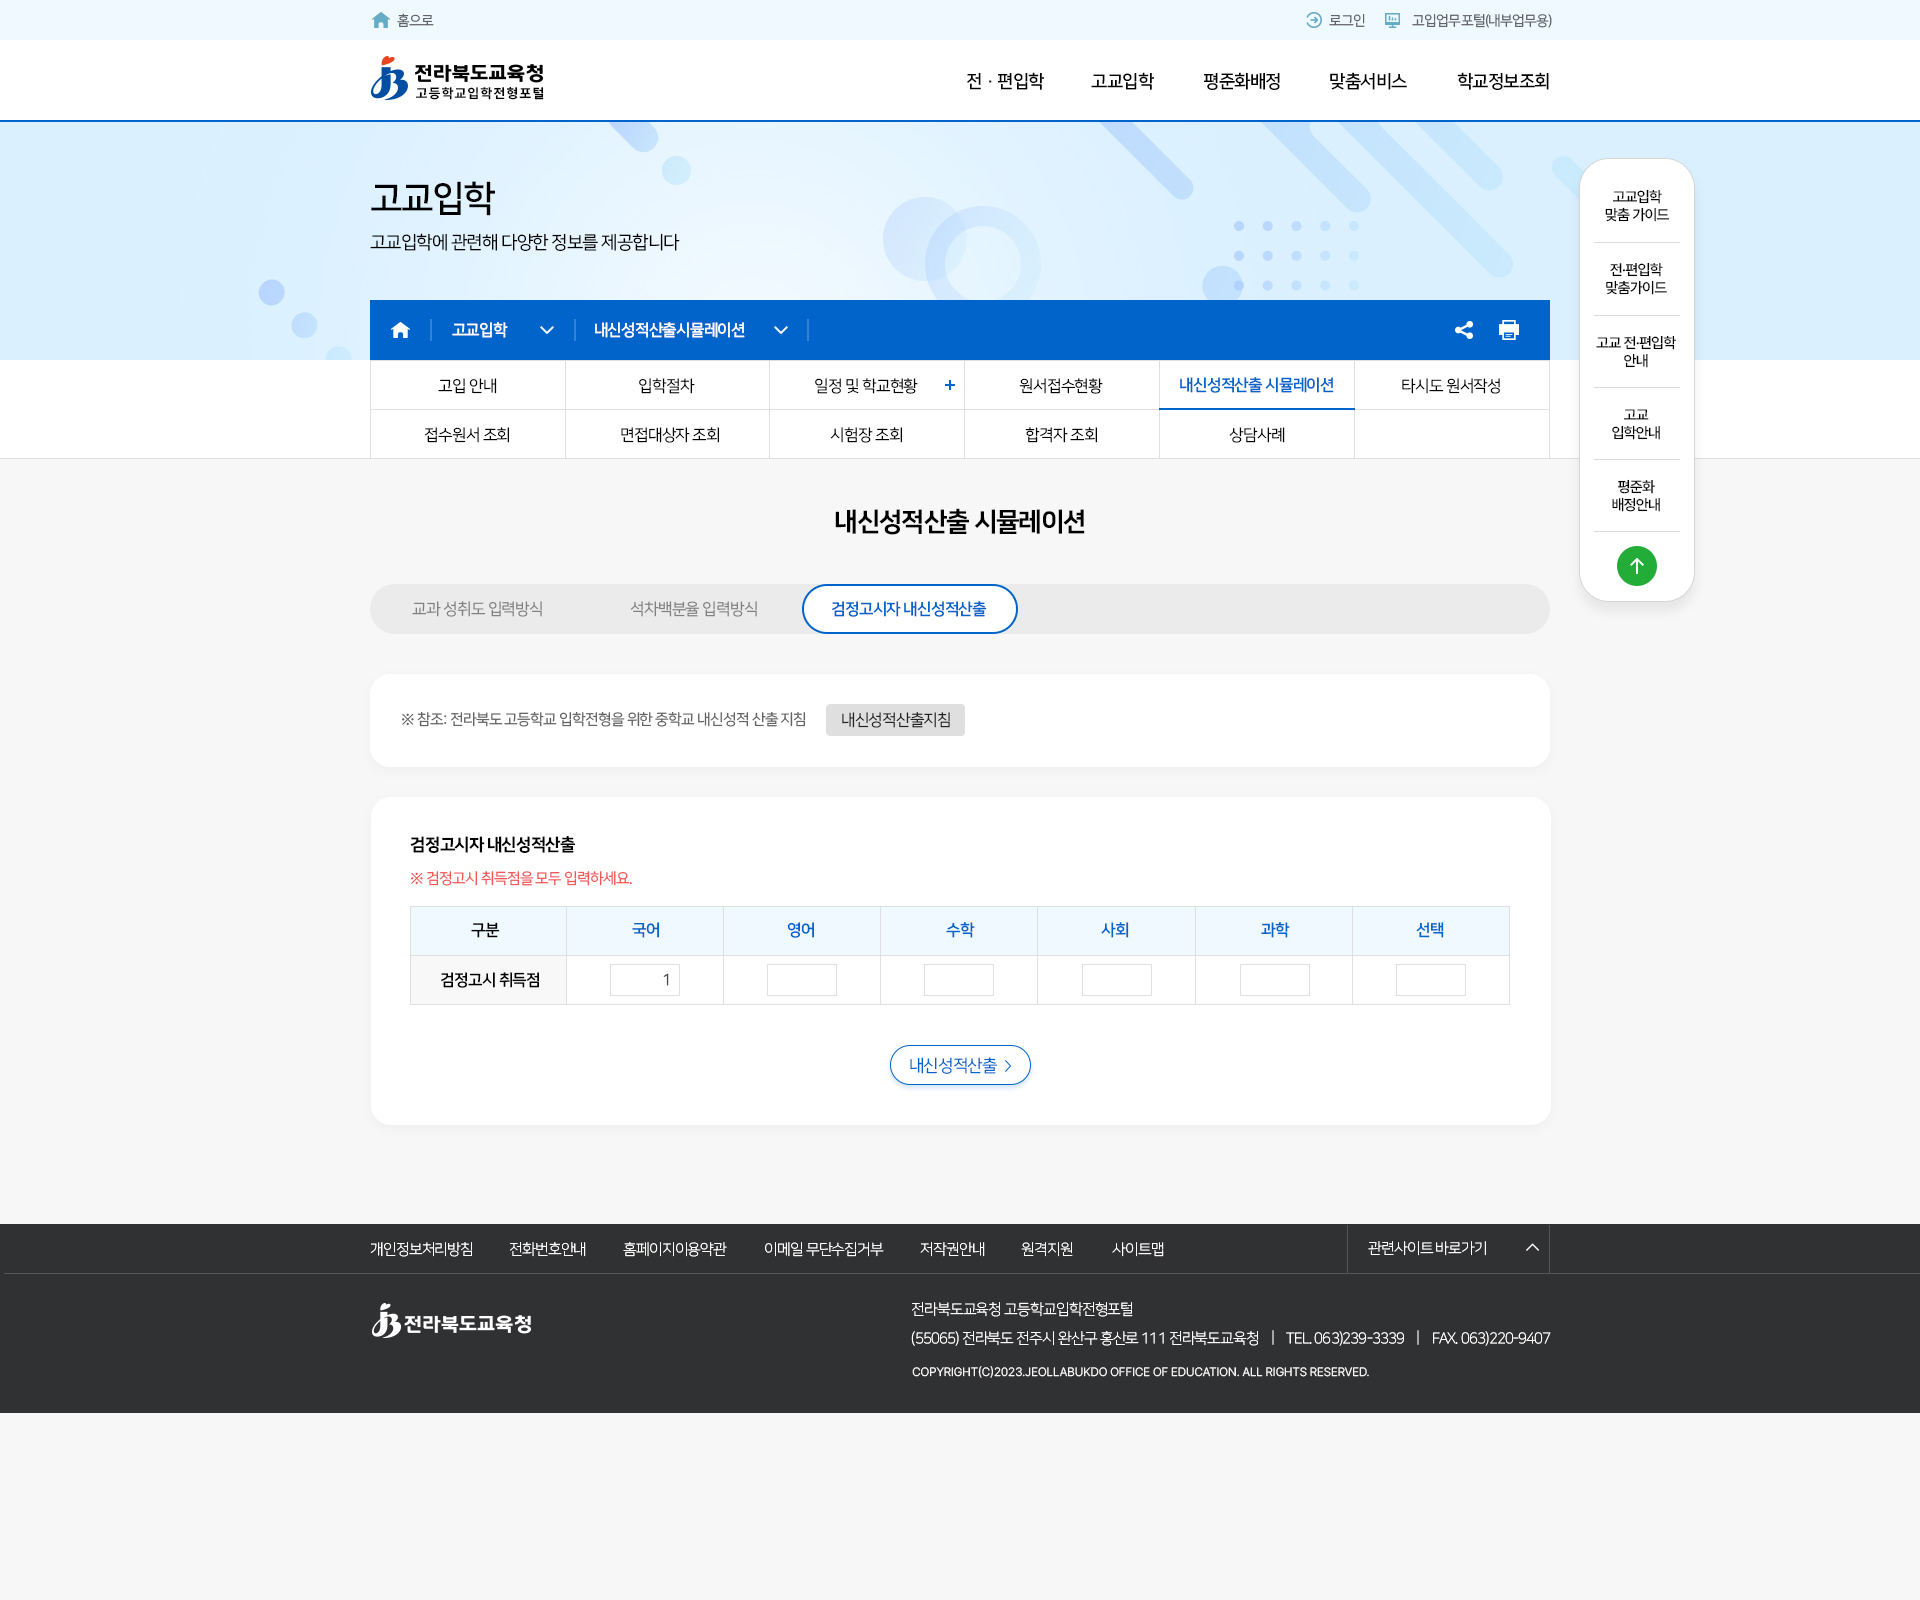 홈으로
로그인
고입업무포털(내부업무용)
전라북도교육청
고등학교입학전형포털
전 · 편입학
고교입학
평준화배정
맞춤서비스
학교정보조회
고교입학
고교입학에 관련해 다양한 정보를 제공합니다
고교입학
내신성적산출시뮬레이션
고입 안내
입학절차
일정 및 학교현황
원서접수현황
내신성적산출 시뮬레이션
타시도 원서작성
접수원서 조회
면접대상자 조회
시험장 조회
합격자 조회
상담사례
고교입학
맞춤 가이드
전·편입학
맞춤가이드
고교 전·편입학
안내
고교
입학안내
평준화
배정안내
내신성적산출 시뮬레이션
교과 성취도 입력방식
석차백분율 입력방식
검정고시자 내신성적산출
※ 참조: 전라북도 고등학교 입학전형을 위한 중학교 내신성적 산출 지침
내신성적산출지침
검정고시자 내신성적산출
※ 검정고시 취득점을 모두 입력하세요.
구분
국어
영어
수학
사회
과학
선택
검정고시 취득점
1
내신성적산출
개인정보처리방침
전화번호안내
홈페이지이용약관
이메일 무단수집거부
저작권안내
원격지원
사이트맵
관련사이트 바로가기
전라북도교육청
전라북도교육청 고등학교입학전형포털
(55065) 전라북도 전주시 완산구 홍산로 111 전라북도교육청 | TEL. 063)239-3339 | FAX. 063)220-9407
COPYRIGHT(C)2023.JEOLLABUKDO OFFICE OF EDUCATION. ALL RIGHTS RESERVED.